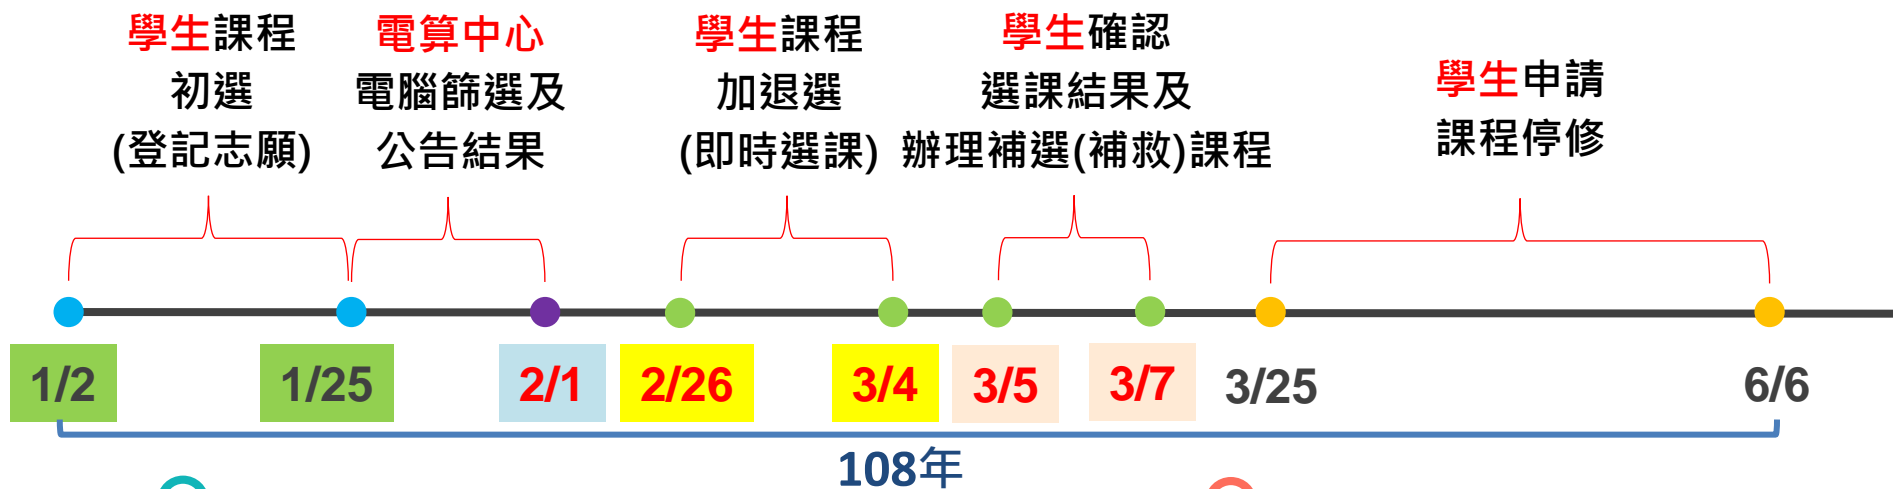 學生課程
初選
(登記志願)
電算中心
電腦篩選及
公告結果
學生課程
加退選
(即時選課)
學生確認
選課結果及
辦理補選(補救)課程
學生申請
課程停修
1/2
1/25
2/1
2/26
3/4
3/5
3/7
3/25
6/6
108年